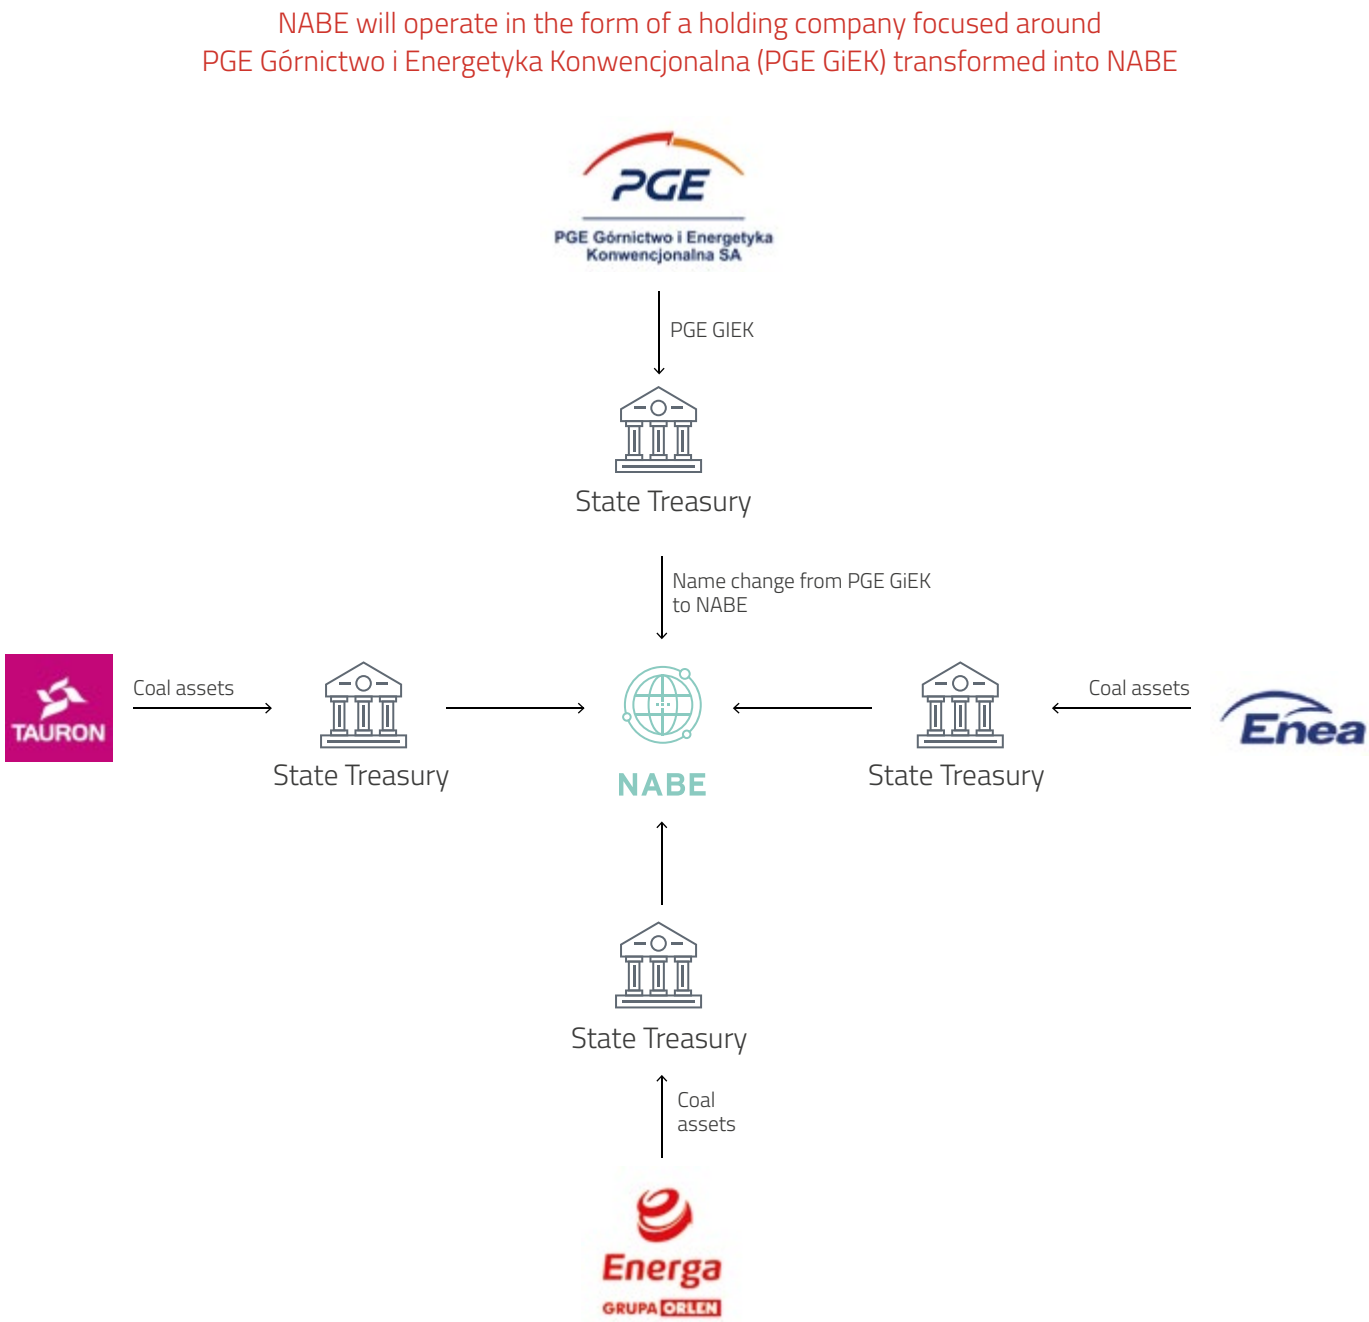 NABE will operate in the form of a holding company focused around
PGE Górnictwo i Energetyka Konwencjonalna (PGE GiEK) transformed into NABE
PGE
PGE Górnictwo i Energetyka
Konwencjonalna SA
PGE GIEK
State Treasury
Name change from PGE GiEK
to NABE
TAURON
Coal assets
State Treasury
NABE
State Treasury
Coal assets
Enea
State Treasury
Coal
assets
Energa
GRUPA ORLEN